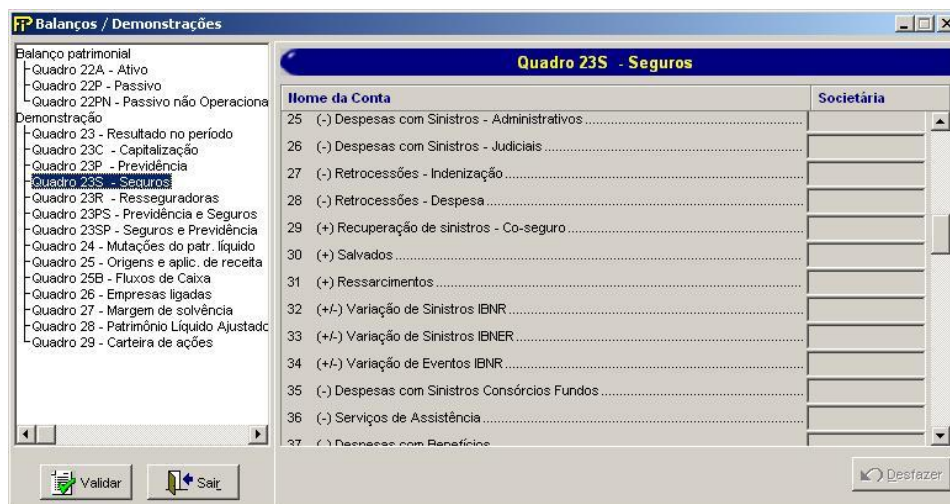 FiP Balanços / Demonstrações
Balanço patrimonial
Quadro 22A - Ativo
Quadro 22P - Passivo
Quadro 22PN - Passivo não Operaciona
Demonstração
Quadro 23 - Resultado no período
Quadro 23C - Capitalização
Quadro 23P - Previdência
Quadro 23S - Seguros
Quadro 23R - Resseguradoras
Quadro 23PS - Previdência e Seguros
Quadro 23SP - Seguros e Previdência
Quadro 24 - Mutações do patr. líquido
Quadro 25 - Origens e aplic. de receita
Quadro 25B - Fluxos de Caixa
Quadro 26 - Empresas ligadas
Quadro 27 - Margem de solvência
Quadro 28 - Patrimônio Líquido Ajustadc
Quadro 29 - Carteira de ações
Validar
Sair
Quadro 23S - Seguros
Nome da Conta Societária
25 (-) Despesas com Sinistros - Administrativos
26 (-) Despesas com Sinistros - Judiciais
27 (-) Retrocessões - Indenização
28 (-) Retrocessões - Despesa
29 (+) Recuperação de sinistros - Co-seguro
30 (+) Salvados
31 (+) Ressarcimentos
32 (+/-) Variação de Sinistros IBNR
33 (+/-) Variação de Sinistros IBNER
34 (+/-) Variação de Eventos IBNR
35 (-) Despesas com Sinistros Consórcios Fundos
36 (-) Serviços de Assistência
37 (-) Despesas com Benefícios
Desfazer